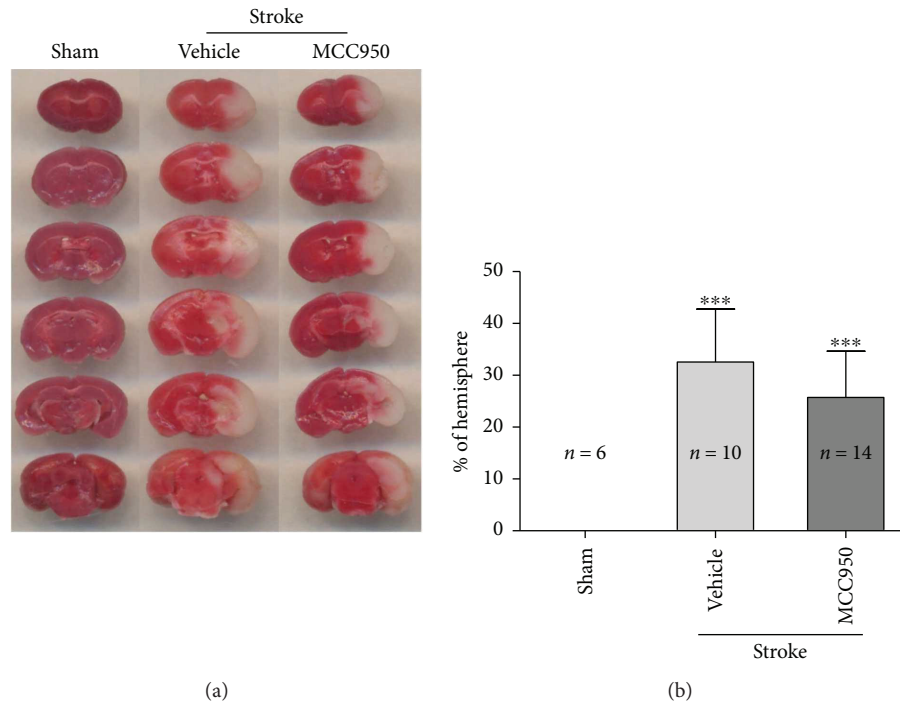 Stroke
Sham Vehicle MCC950
(a)
% of hemisphere
50
40
30
20
10
0
***
***
n = 6
n = 10
n = 14
Sham
Vehicle
MCC950
Stroke
(b)